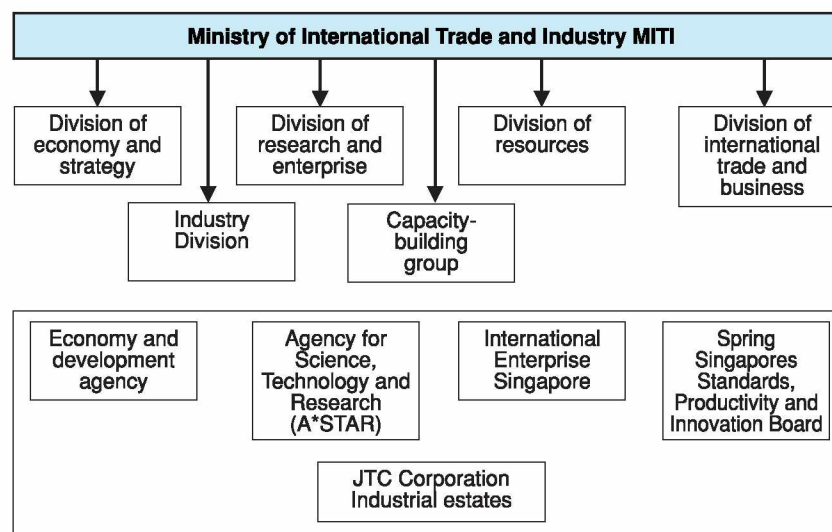 Ministry of International Trade and Industry MITI
Division of
economy and
strategy
Division of
research and
enterprise
Division of
resources
Division of
international
trade and
business
Industry
Division
Capacity-
building
group
Economy and
development
agency
Agency for
Science,
Technology and
Research
(A*STAR)
International
Enterprise
Singapore
Spring
Singapores
Standards,
Productivity and
Innovation Board
JTC Corporation
Industrial estates